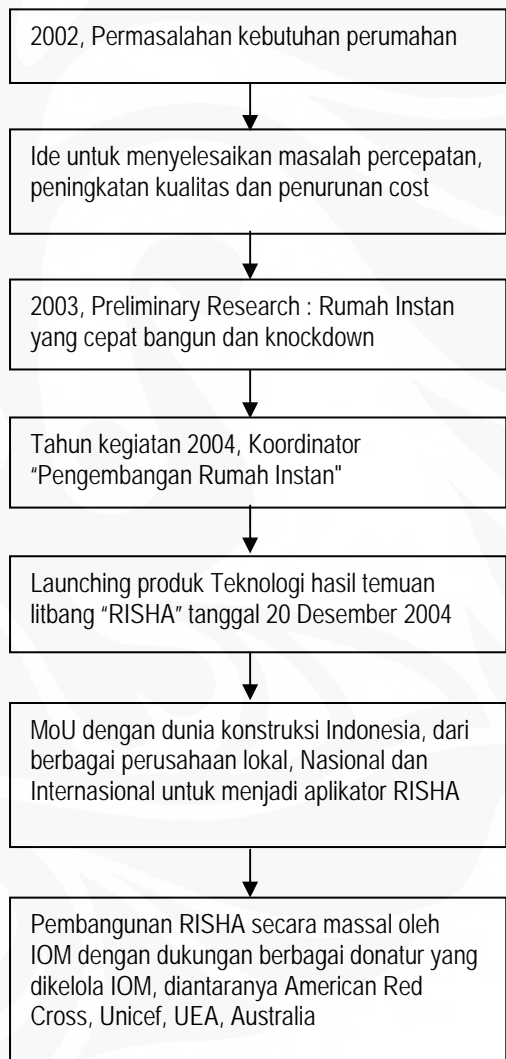 2002, Permasalahan kebutuhan perumahan
Ide untuk menyelesaikan masalah percepatan,
peningkatan kualitas dan penurunan cost
2003, Preliminary Research : Rumah Instan
yang cepat bangun dan knockdown
Tahun kegiatan 2004, Koordinator
“Pengembangan Rumah Instan"
Launching produk Teknologi hasil temuan
litbang “RISHA” tanggal 20 Desember 2004
MoU dengan dunia konstruksi Indonesia, dari
berbagai perusahaan lokal, Nasional dan
Internasional untuk menjadi aplikator RISHA
Pembangunan RISHA secara massal oleh
IOM dengan dukungan berbagai donatur yang
dikelola IOM, diantaranya American Red
Cross, Unicef, UEA, Australia